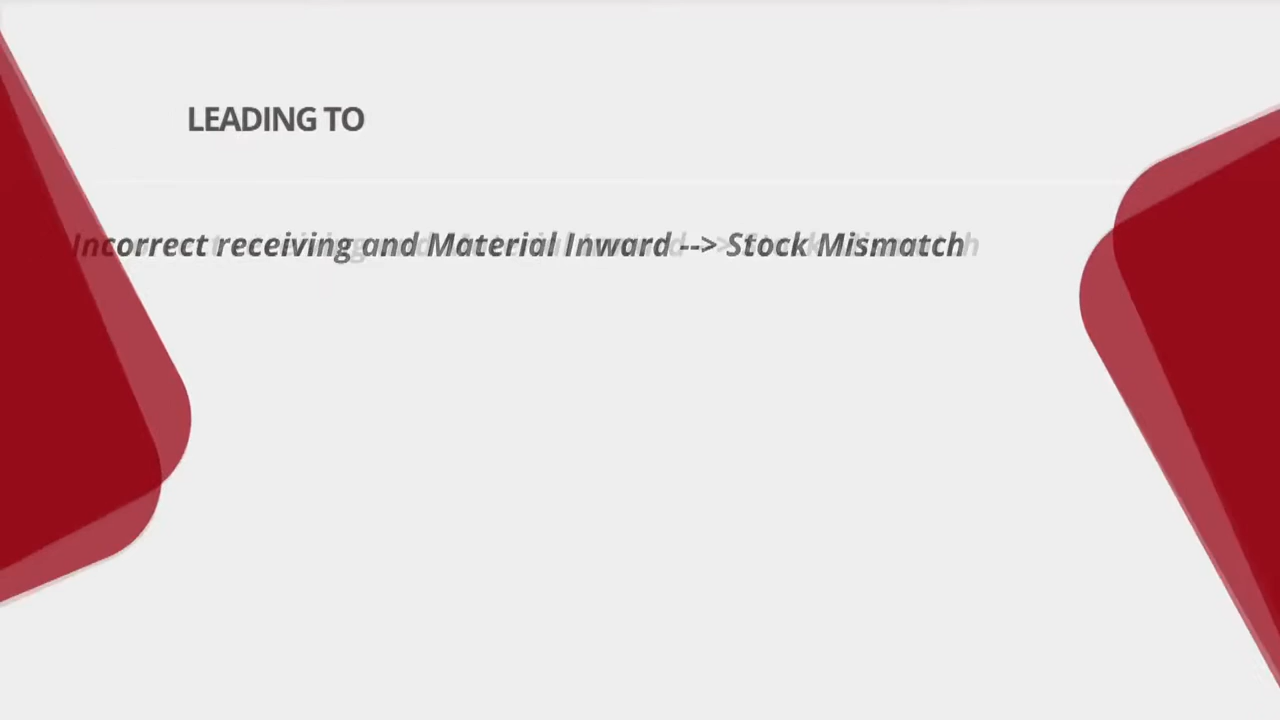 LEADING TO
Incorrect receiving and Material Inward --> Stock Mismatch